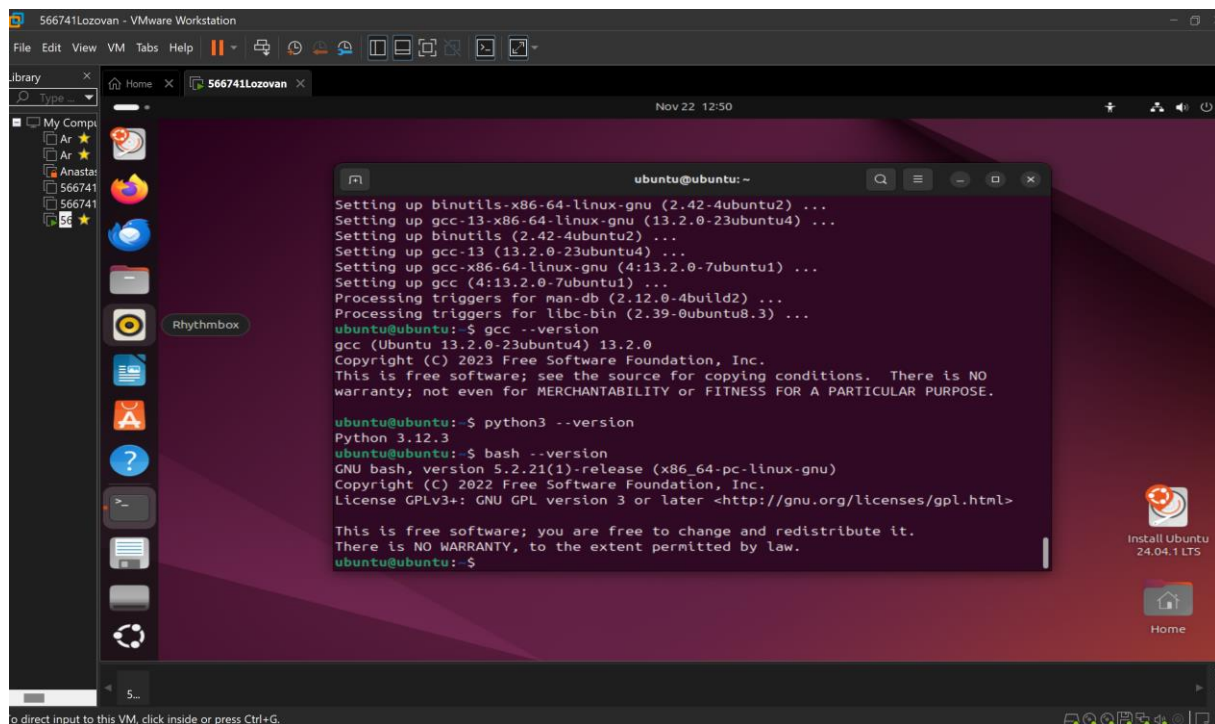 566741Lozovan - VMware Workstation
File Edit View VM Tabs Help
Library
Type
Home
566741Lozovan
My Compu
Ar
Ar
Anastas
566741
566741
56
Nov 22 12:50
ubuntu@ubuntu: ~
Setting up binutils-x86-64-linux-gnu (2.42-4ubuntu2) ...
Setting up gcc-13-x86-64-linux-gnu (13.2.0-23ubuntu4) ...
Setting up binutils (2.42-4ubuntu2) ...
Setting up gcc-13 (13.2.0-23ubuntu4) ...
Setting up gcc-x86-64-linux-gnu (4:13.2.0-7ubuntu1) ...
Setting up gcc (4:13.2.0-7ubuntu1) ...
Processing triggers for man-db (2.12.0-4build2) ...
Processing triggers for libc-bin (2.39-0ubuntu8.3) ...
ubuntu@ubuntu:~$ gcc --version
gcc (Ubuntu 13.2.0-23ubuntu4) 13.2.0
Copyright (C) 2023 Free Software Foundation, Inc.
This is free software; see the source for copying conditions.  There is NO
warranty; not even for MERCHANTABILITY or FITNESS FOR A PARTICULAR PURPOSE.
ubuntu@ubuntu:~$ python3 --version
Python 3.12.3
ubuntu@ubuntu:~$ bash --version
GNU bash, version 5.2.21(1)-release (x86_64-pc-linux-gnu)
Copyright (C) 2022 Free Software Foundation, Inc.
License GPLv3+: GNU GPL version 3 or later <http://gnu.org/licenses/gpl.html>
This is free software; you are free to change and redistribute it.
There is NO WARRANTY, to the extent permitted by law.
ubuntu@ubuntu:~$
Rhythmbox
Install Ubuntu
24.04.1 LTS
Home
5...
To direct input to this VM, click inside or press Ctrl+G.